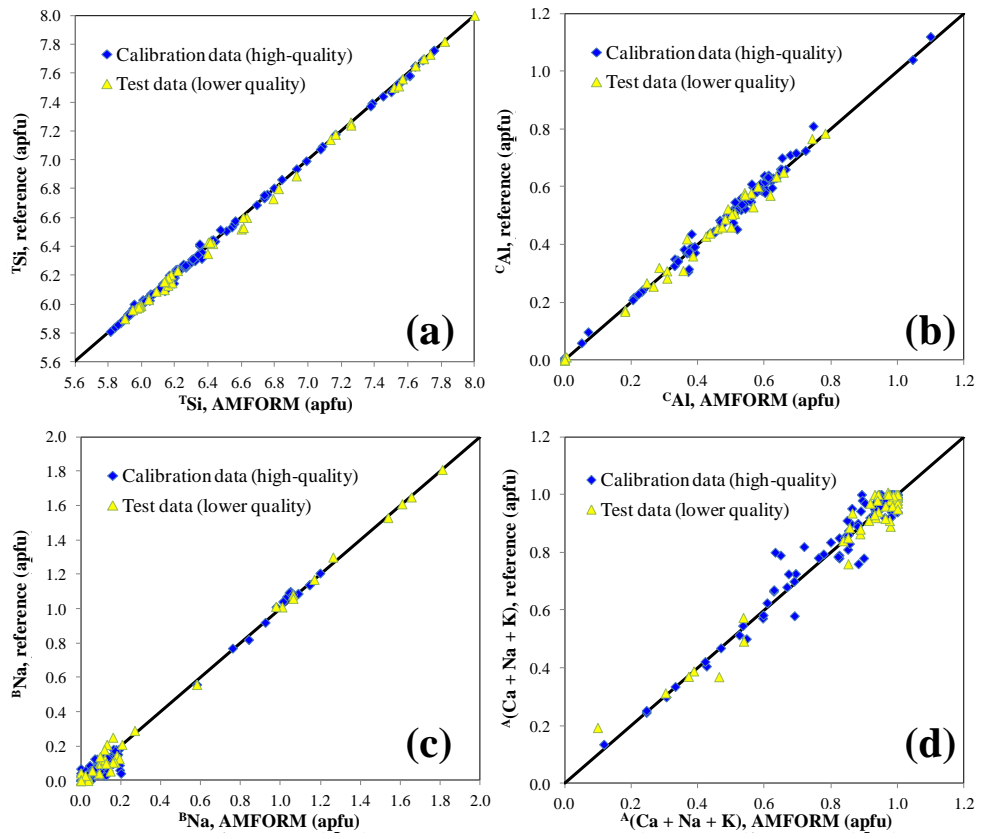 8.0
7.8
7.6
7.4
7.2
7.0
6.8
6.6
6.4
6.2
6.0
5.8
5.6
5.6 6.0 6.2 6.4 6.6 6.8 7.0 7.2 7.4 7.6 7.8 8.0
TSi, reference (apfu)
TSi, AMFORM (apfu)
Calibration data (high-quality)
Test data (lower quality)
(a)
1.2
1.0
0.8
0.6
0.4
0.2
0.0
0.0 0.2 0.4 0.6 0.8 1.0 1.2
CAl, reference (apfu)
CAl, AMFORM (apfu)
Calibration data (high-quality)
Test data (lower quality)
(b)
2.0
1.8
1.6
1.4
1.2
1.0
0.8
0.6
0.4
0.2
0.0
0.0 0.2 0.4 0.6 0.8 1.0 1.2 1.4 1.6 1.8 2.0
BNa, reference (apfu)
BNa, AMFORM (apfu)
Calibration data (high-quality)
Test data (lower quality)
(c)
1.2
1.0
0.8
0.6
0.4
0.2
0.0
0.0 0.2 0.4 0.6 0.8 1.0 1.2
A(Ca + Na + K), reference (apfu)
A(Ca + Na + K), AMFORM (apfu)
Calibration data (high-quality)
Test data (lower quality)
(d)